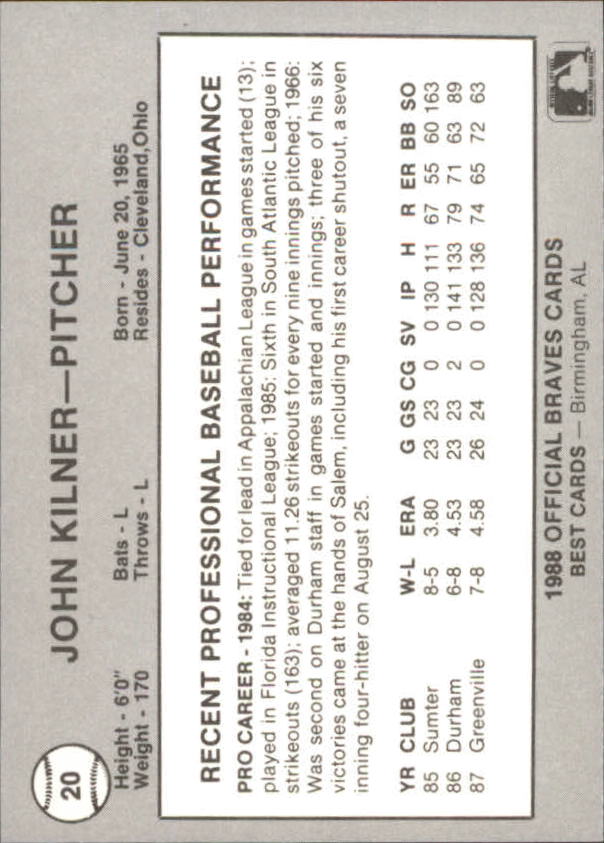 20
JOHN KILNER—PITCHER
Height - 6'0" Bats - L Born - June 20, 1965
Weight - 170 Throws - L Resides - Cleveland,Ohio
RECENT PROFESSIONAL BASEBALL PERFORMANCE
PRO CAREER - 1984: Tied for lead in Appalachian League in games started (13);
played in Florida Instructional League; 1985: Sixth in South Atlantic League in
strikeouts (163); averaged 11.26 strikeouts for every nine innings pitched; 1966:
Was second on Durham staff in games started and innings; three of his six
victories came at the hands of Salem, including his first career shutout, a seven
inning four-hitter on August 25.
YR CLUB W-L ERA G GS CG SV IP H R ER BB SO
85 Sumter 8-5 3.80 23 23 0 0 130 111 67 55 60 163
86 Durham 6-8 4.53 23 23 2 0 141 133 79 71 63 89
87 Greenville 7-8 4.58 26 24 0 0 128 136 74 65 72 63
1988 OFFICIAL BRAVES CARDS
BEST CARDS — Birmingham, AL